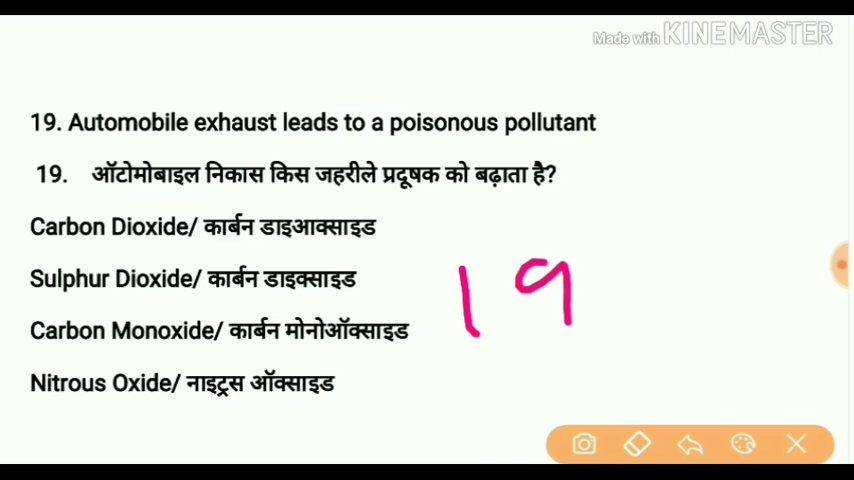 Made with KINEMASTER
19. Automobile exhaust leads to a poisonous pollutant
19. ऑटोमोबाइल निकास किस जहरीले प्रदूषक को बढ़ाता है?
Carbon Dioxide/ कार्बन डाइआक्साइड
Sulphur Dioxide/ कार्बन डाइक्साइड
Carbon Monoxide/ कार्बन मोनोऑक्साइड
Nitrous Oxide/ नाइट्रस ऑक्साइड
19